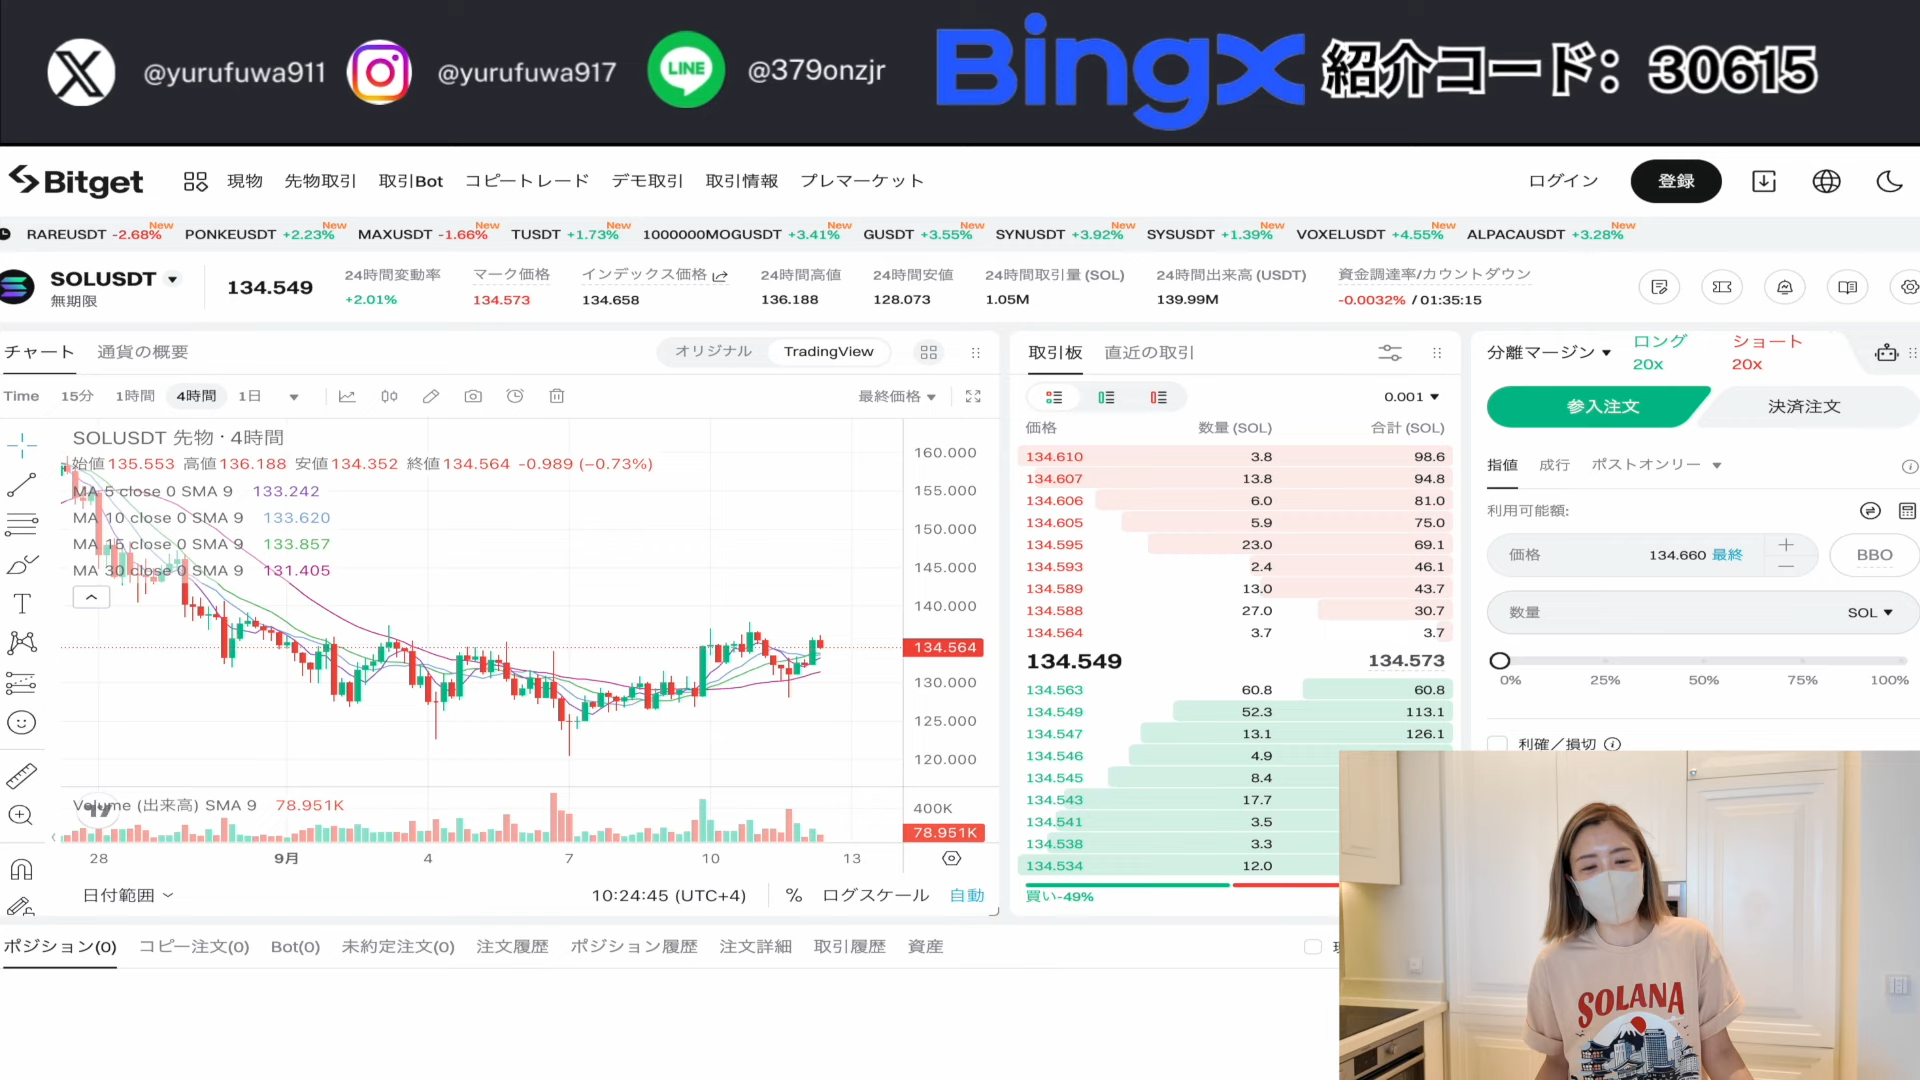 @yurufuwa911 @yurufuwa917 LINE @379onzjr BingX 紹介コード：30615
Bitget 現物 先物取引 取引Bot コピートレード デモ取引 取引情報 プレマーケット ログイン 登録
RAREUSDT -2.68% New PONKEUSDT +2.23% New MAXUSDT -1.66% New TUSDT +1.73% New 1000000MOGUSDT +3.41% New GUSDT +3.55% New SYNUSDT +3.92% New SYSUSDT +1.39% New VOXELUSDT +4.55% New ALPACAUSDT +3.28% New
SOLUSDT 134.549 24時間変動率 マーク価格 インデックス価格 24時間高値 24時間安値 24時間取引量 (SOL) 24時間出来高 (USDT) 資金調達率/カウントダウン
無期限 +2.01% 134.573 134.658 136.188 128.073 1.05M 139.99M -0.0032% / 01:35:15
チャート 通貨の概要 オリジナル TradingView
Time 15分 1時間 4時間 1日 最終価格
SOLUSDT 先物 · 4時間
始値135.553 高値136.188 安値134.352 終値134.564 -0.989 (−0.73%)
MA 5 close 0 SMA 9 133.242
MA 10 close 0 SMA 9 133.620
MA 15 close 0 SMA 9 133.857
MA 30 close 0 SMA 9 131.405
160.000
155.000
150.000
145.000
140.000
134.564
130.000
125.000
120.000
Volume (出来高) SMA 9 78.951K
400K
78.951K
28 9月 4 7 10 13
日付範囲 10:24:45 (UTC+4) % ログスケール 自動
取引板 直近の取引
0.001
価格 数量 (SOL) 合計 (SOL)
134.610 3.8 98.6
134.607 13.8 94.8
134.606 6.0 81.0
134.605 5.9 75.0
134.595 23.0 69.1
134.593 2.4 46.1
134.589 13.0 43.7
134.588 27.0 30.7
134.564 3.7 3.7
134.549 134.573
134.563 60.8 60.8
134.549 52.3 113.1
134.547 13.1 126.1
134.546 4.9
134.545 8.4
134.543 17.7
134.541 3.5
134.538 3.3
134.534 12.0
買い-49%
分離マージン ロング 20x ショート 20x
参入注文 決済注文
指値 成行 ポストオンリー
利用可能額:
価格 134.660 最終 BBO
数量 SOL
0% 25% 50% 75% 100%
利確／損切
ポジション(0) コピー注文(0) Bot(0) 未約定注文(0) 注文履歴 ポジション履歴 注文詳細 取引履歴 資産
SOLANA